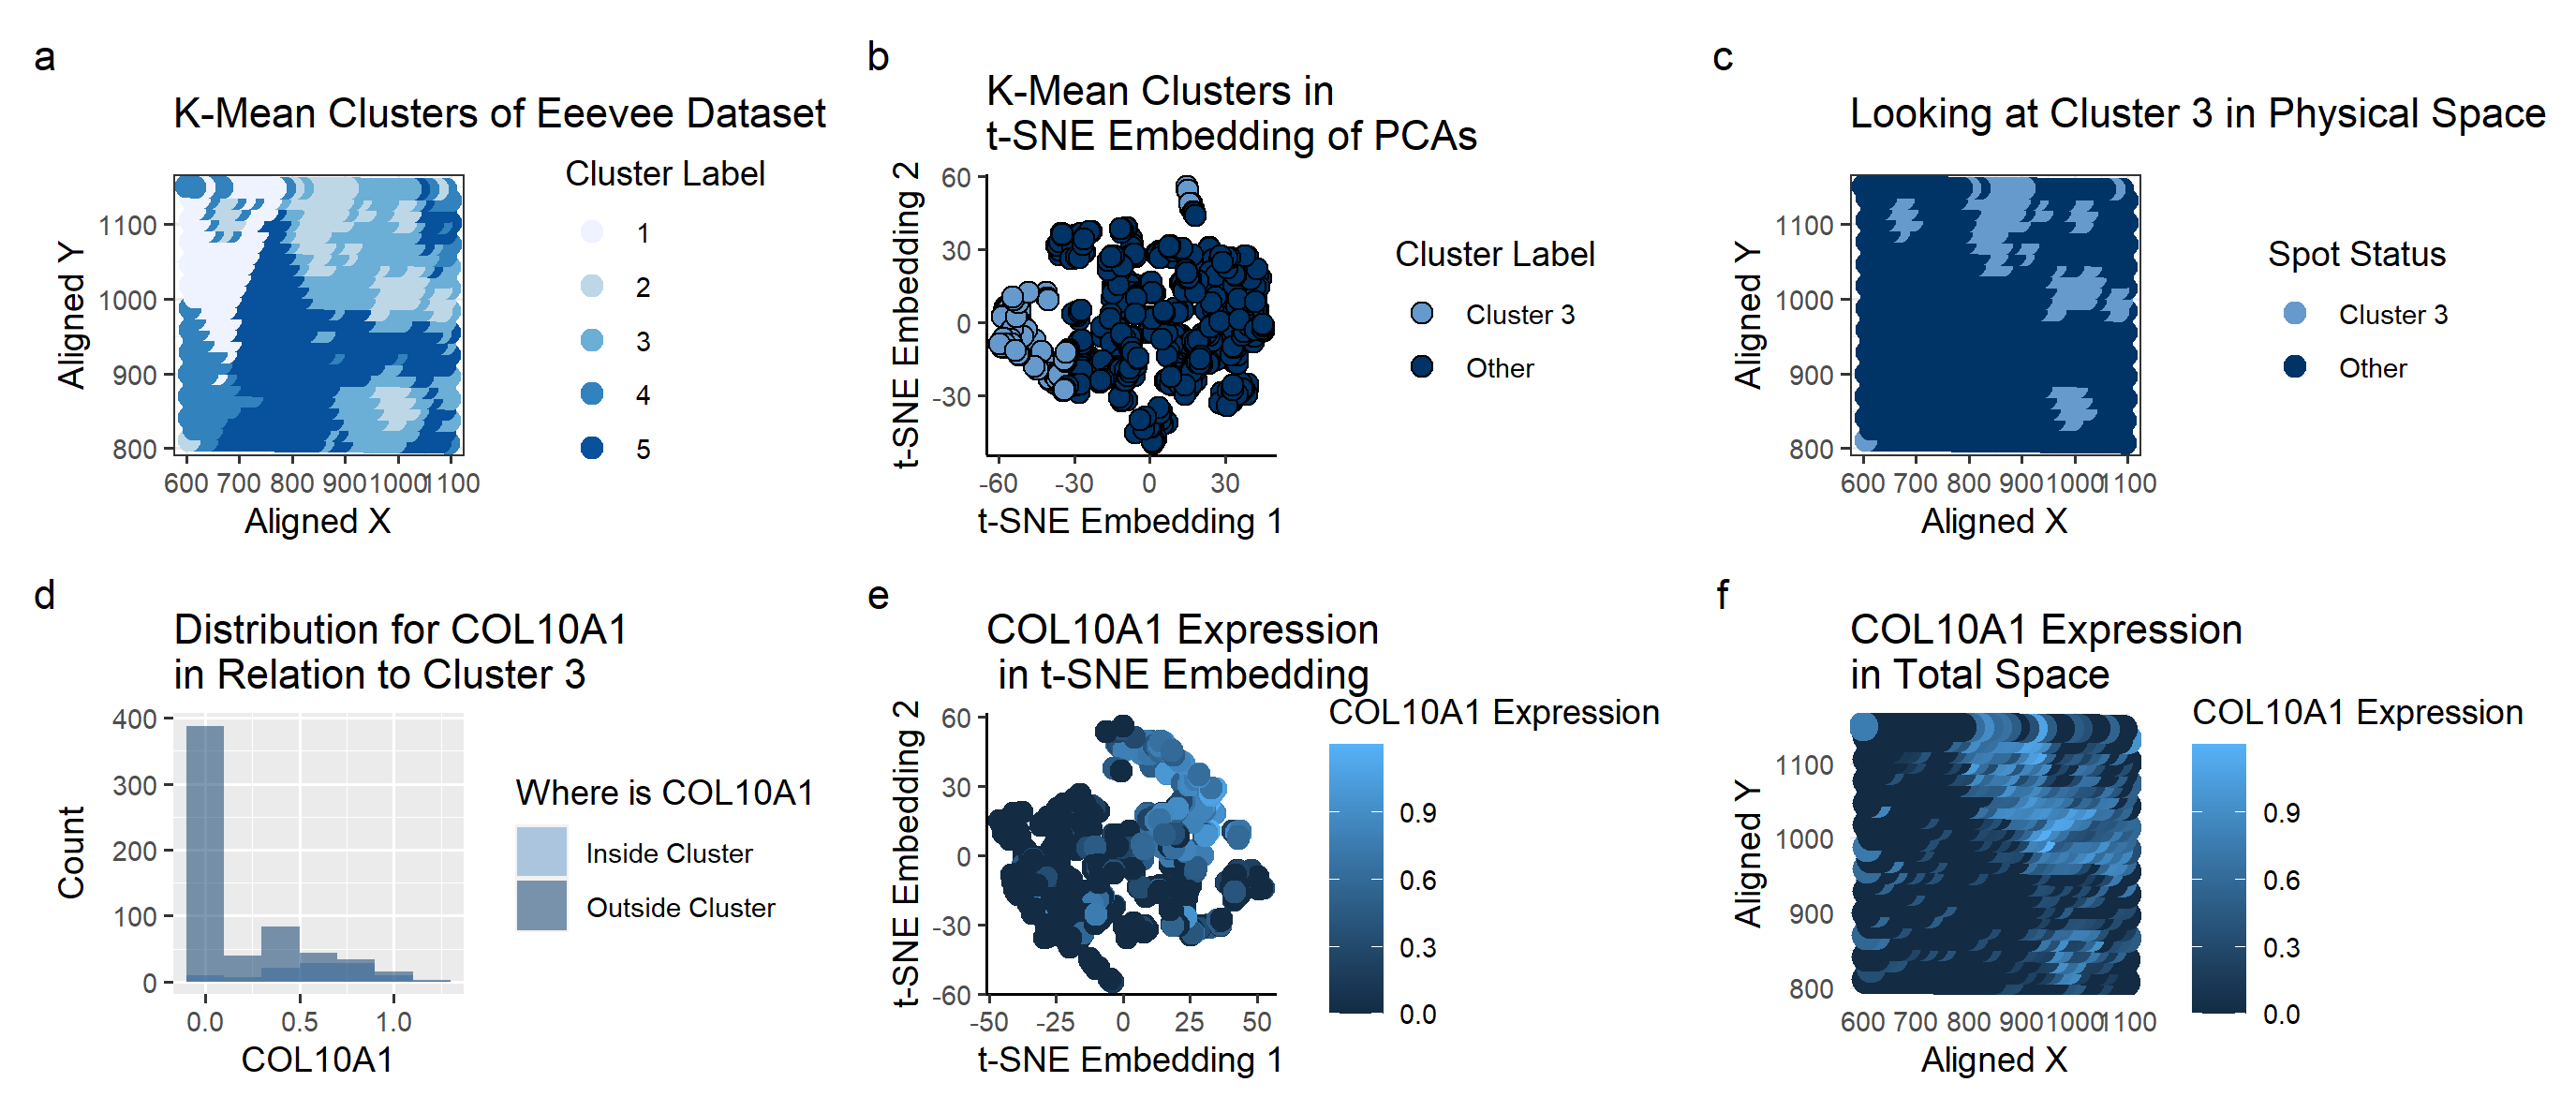 a
K-Mean Clusters of Eeevee Dataset
Aligned Y
1100
1000
900
800
600 700 800 900 1000 1100
Aligned X
Cluster Label
1
2
3
4
5
b
K-Mean Clusters in
t-SNE Embedding of PCAs
t-SNE Embedding 2
60
30
0
-30
-60 -30 0 30
t-SNE Embedding 1
Cluster Label
Cluster 3
Other
c
Looking at Cluster 3 in Physical Space
Aligned Y
1100
1000
900
800
600 700 800 900 1000 1100
Aligned X
Spot Status
Cluster 3
Other
d
Distribution for COL10A1
in Relation to Cluster 3
Count
400
300
200
100
0
0.0 0.5 1.0
COL10A1
Where is COL10A1
Inside Cluster
Outside Cluster
e
COL10A1 Expression
in t-SNE Embedding
t-SNE Embedding 2
60
30
0
-30
-60
-50 -25 0 25 50
t-SNE Embedding 1
COL10A1 Expression
0.9
0.6
0.3
0.0
f
COL10A1 Expression
in Total Space
Aligned Y
1100
1000
900
800
600 700 800 900 1000 1100
Aligned X
COL10A1 Expression
0.9
0.6
0.3
0.0